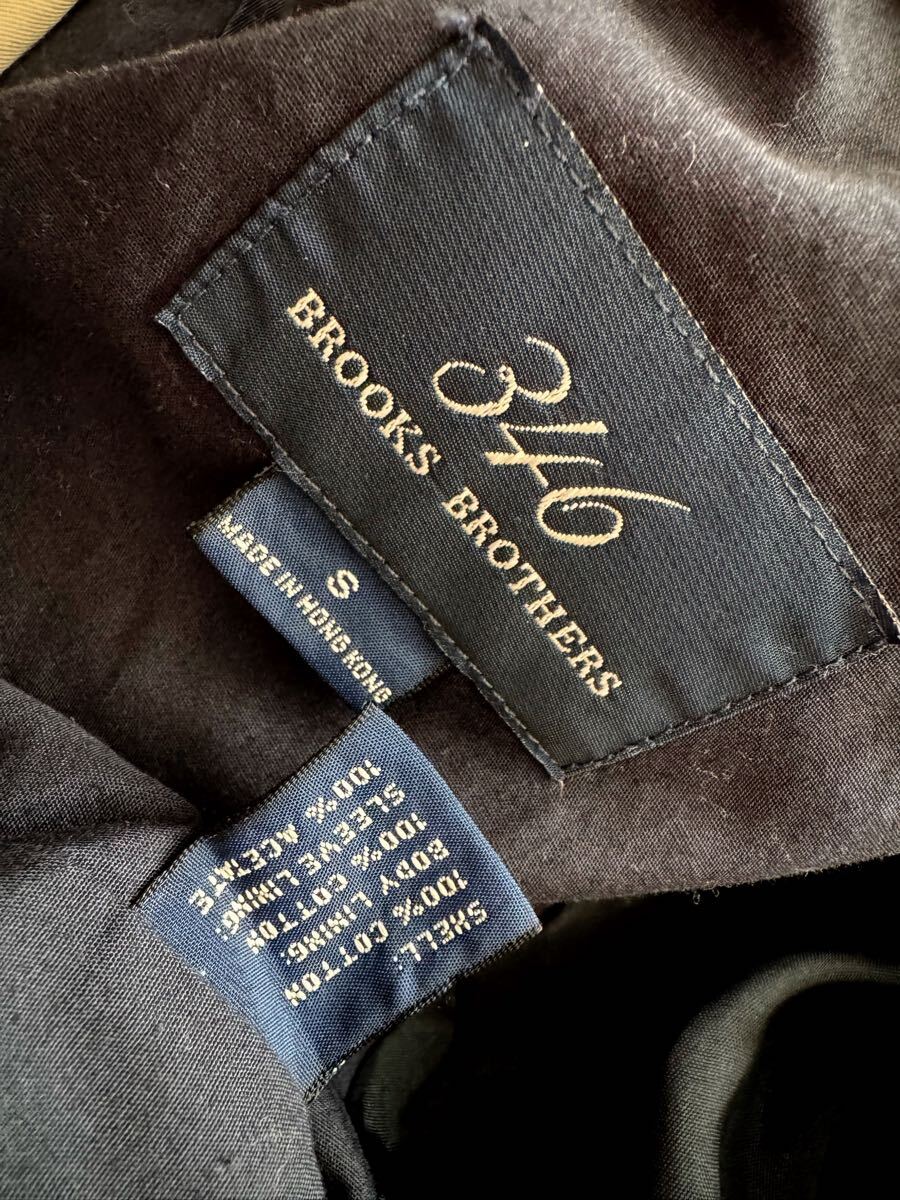 346
BROOKS BROTHERS
S
MADE IN HONG KONG
SHELL:
100% COTTON
BODY LINING:
100% COTTON
SLEEVE LINING:
100% ACETATE